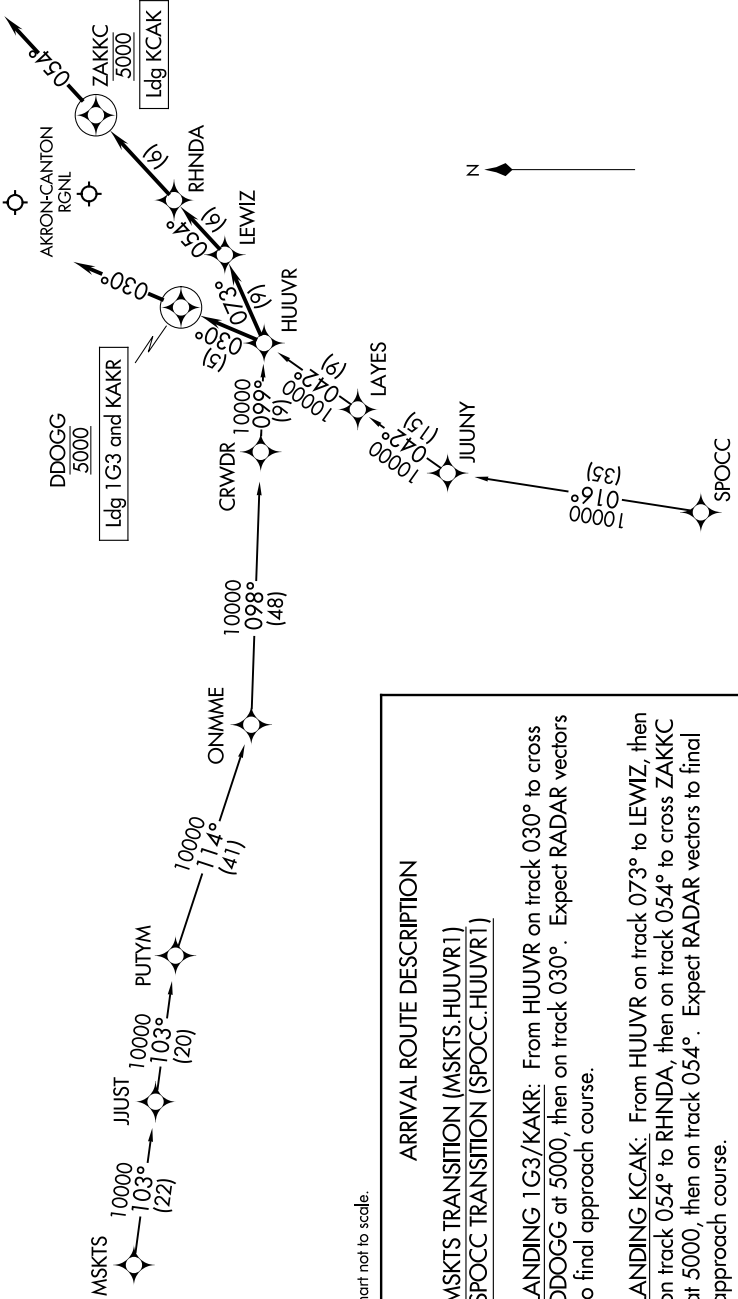 054°
ZAKKC
5000
Ldg KCAK
AKRON-CANTON
RGNL
(6)
RHNDA
054°
(6)
LEWIZ
N
030°
DDOGG
5000
Ldg 1G3 and KAKR
030°
(5)
073°
(6)
HUUVR
10000
042°
(9)
LAYES
10000
042°
(15)
JUUNY
10000
016°
(35)
SPOCC
10000
099°
(9)
CRWDR
10000
098°
(48)
ONMME
10000
114°
(41)
PUTYM
10000
103°
(20)
JJUST
10000
103°
(22)
MSKTS
hart not to scale.
ARRIVAL ROUTE DESCRIPTION
MSKTS TRANSITION (MSKTS.HUUVR1)
SPOCC TRANSITION (SPOCC.HUUVR1)
ANDING 1G3/KAKR: From HUUVR on track 030° to cross
DDOGG at 5000, then on track 030°. Expect RADAR vectors
o final approach course.
ANDING KCAK: From HUUVR on track 073° to LEWIZ, then
on track 054° to RHNDA, then on track 054° to cross ZAKKC
at 5000, then on track 054°. Expect RADAR vectors to final
approach course.